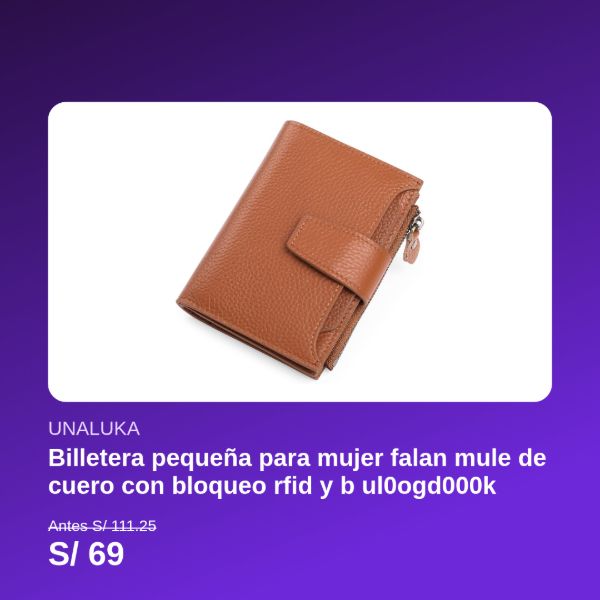 UNALUKA
Billetera pequeña para mujer falan mule de
cuero con bloqueo rfid y b ul0ogd000k
Antes S/ 111.25
S/ 69